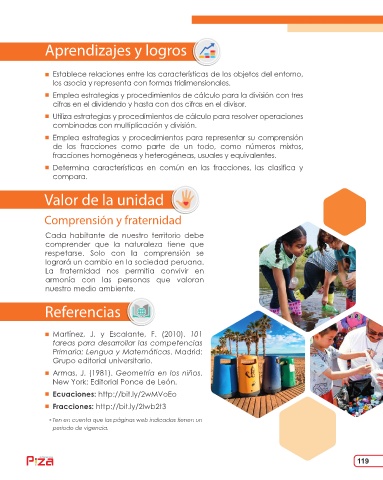 Aprendizajes y logros
Establece relaciones entre las características de los objetos del entorno,
los asocia y representa con formas tridimensionales.
Emplea estrategias y procedimientos de cálculo para la división con tres
cifras en el dividendo y hasta con dos cifras en el divisor.
Utiliza estrategias y procedimientos de cálculo para resolver operaciones
combinadas con multiplicación y división.
Emplea estrategias y procedimientos para representar su comprensión
de las fracciones como parte de un todo, como números mixtos,
fracciones homogéneas y heterogéneas, usuales y equivalentes.
Determina características en común en las fracciones, las clasifica y
compara.
Valor de la unidad
Comprensión y fraternidad
Cada habitante de nuestro territorio debe
comprender que la naturaleza tiene que
respetarse. Solo con la comprensión se
logrará un cambio en la sociedad peruana.
La fraternidad nos permitía convivir en
armonía con las personas que valoran
nuestro medio ambiente.
Referencias
Martínez, J. y Escalante, F. (2010). 101
tareas para desarrollar las competencias
Primaria: Lengua y Matemáticas. Madrid:
Grupo editorial universitario.
Armas, J. (1981). Geometría en los niños.
New York: Editorial Ponce de León.
Ecuaciones: http://bit.ly/2wMVoEo
Fracciones: http://bit.ly/2Iwb2t3
• Ten en cuenta que las páginas web indicadas tienen un
periodo de vigencia.
Piza
119